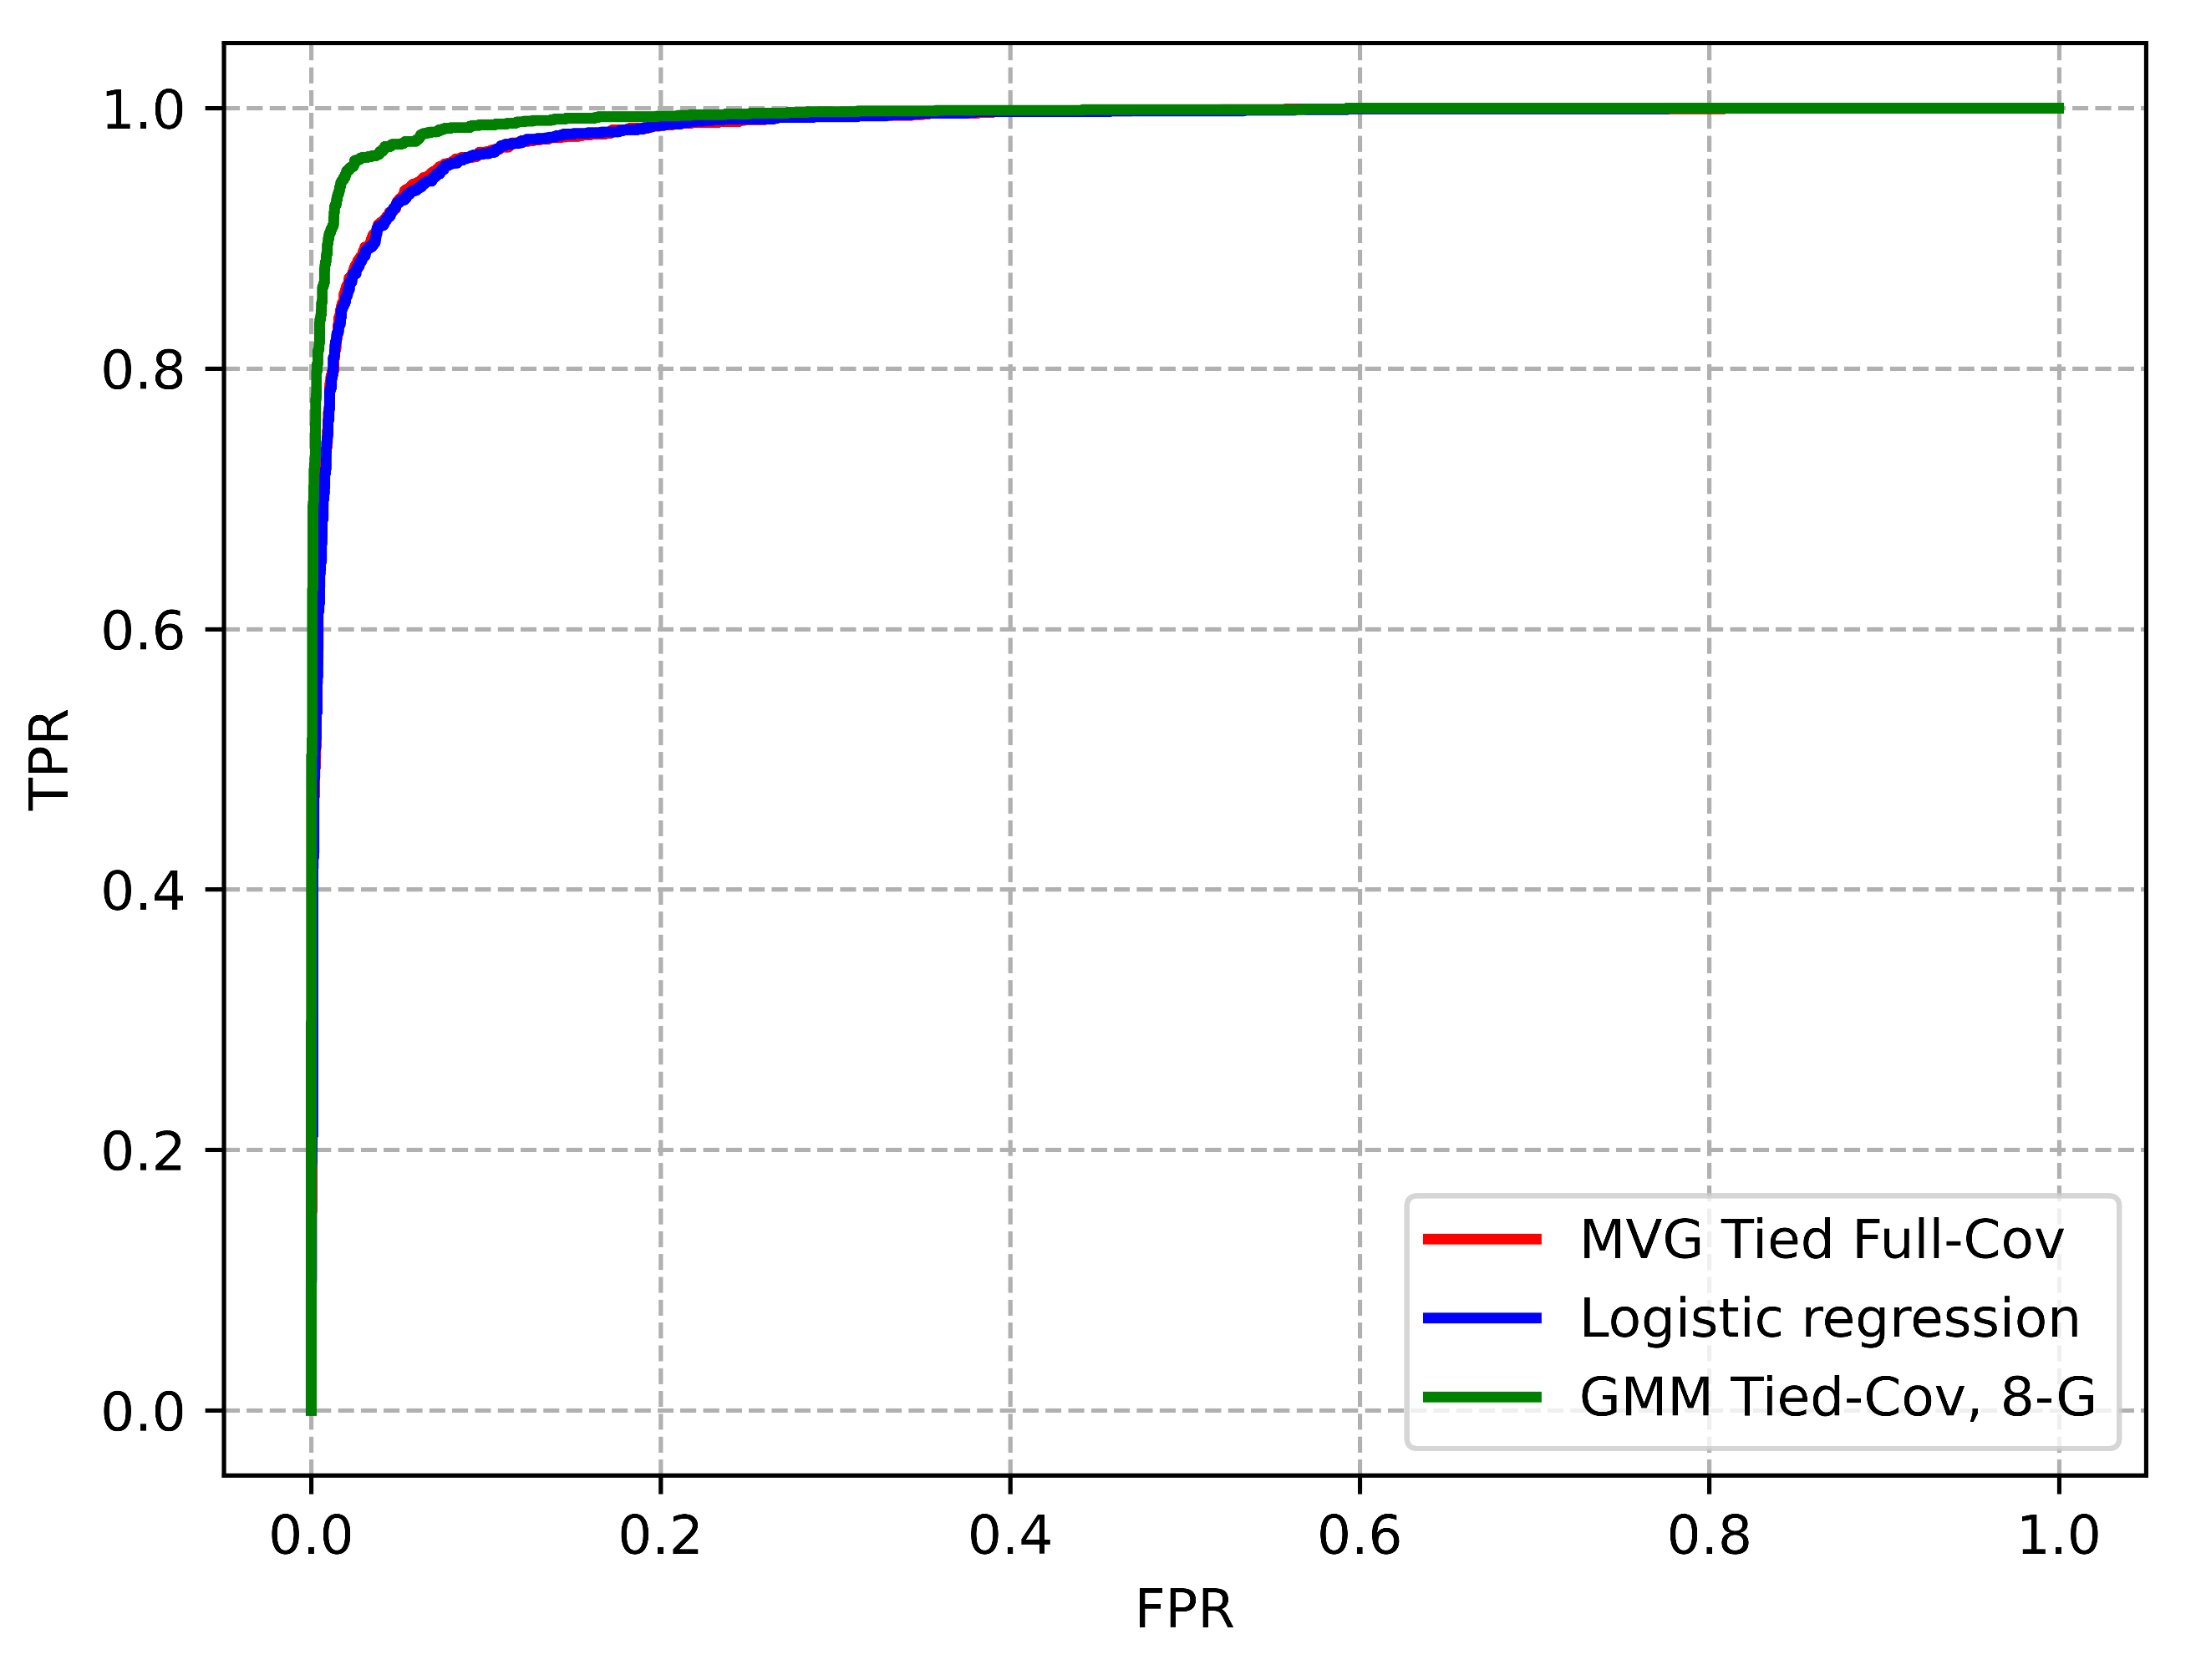 1.0
0.8
0.6
0.4
0.2
0.0
TPR
0.0 0.2 0.4 0.6 0.8 1.0
FPR
MVG Tied Full-Cov
Logistic regression
GMM Tied-Cov, 8-G